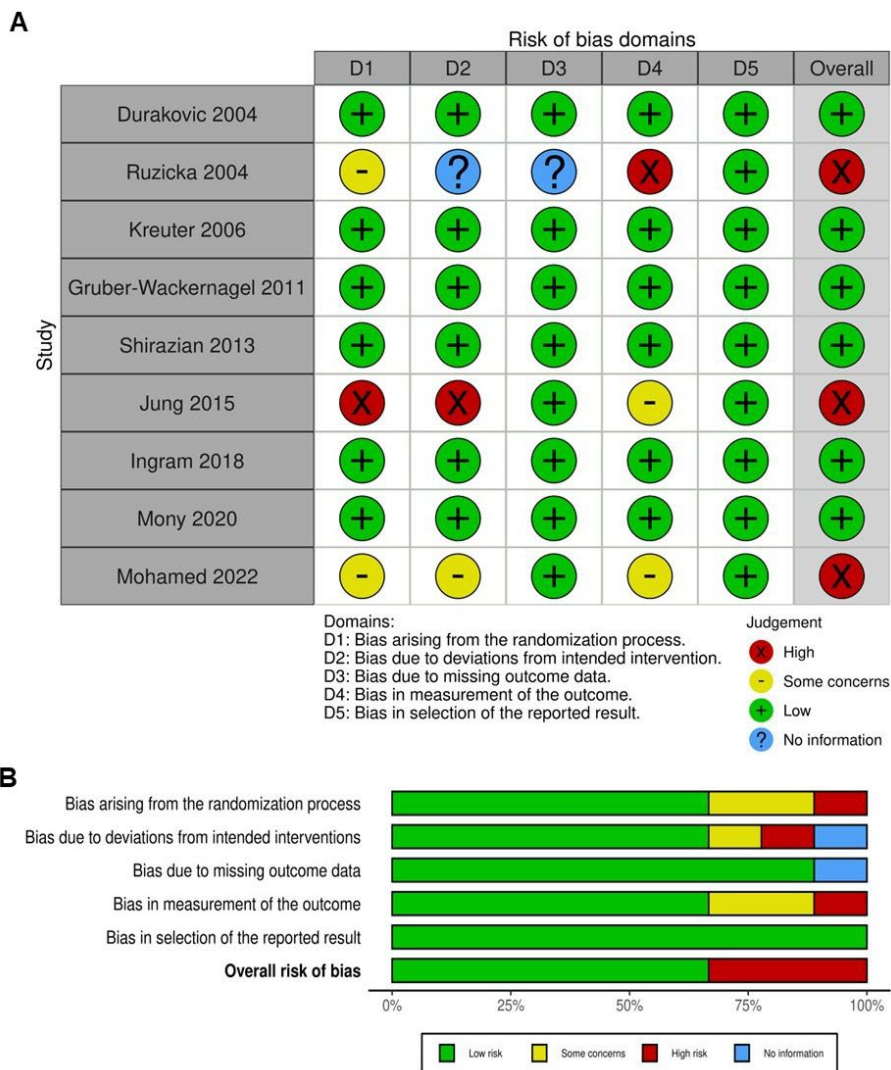 A
Risk of bias domains
D1 D2 D3 D4 D5 Overall
Study
Durakovic 2004 + + + + + +
Ruzicka 2004 - ? ? X + X
Kreuter 2006 + + + + + +
Gruber-Wackernagel 2011 + + + + + +
Shirazian 2013 + + + + + +
Jung 2015 X X + - + X
Ingram 2018 + + + + + +
Mony 2020 + + + + + +
Mohamed 2022 - - + - + X
Domains:
D1: Bias arising from the randomization process.
D2: Bias due to deviations from intended intervention.
D3: Bias due to missing outcome data.
D4: Bias in measurement of the outcome.
D5: Bias in selection of the reported result.
Judgement
X High
- Some concerns
+ Low
? No information
B
Bias arising from the randomization process
Bias due to deviations from intended interventions
Bias due to missing outcome data
Bias in measurement of the outcome
Bias in selection of the reported result
Overall risk of bias
0% 25% 50% 75% 100%
Low risk Some concerns High risk No information